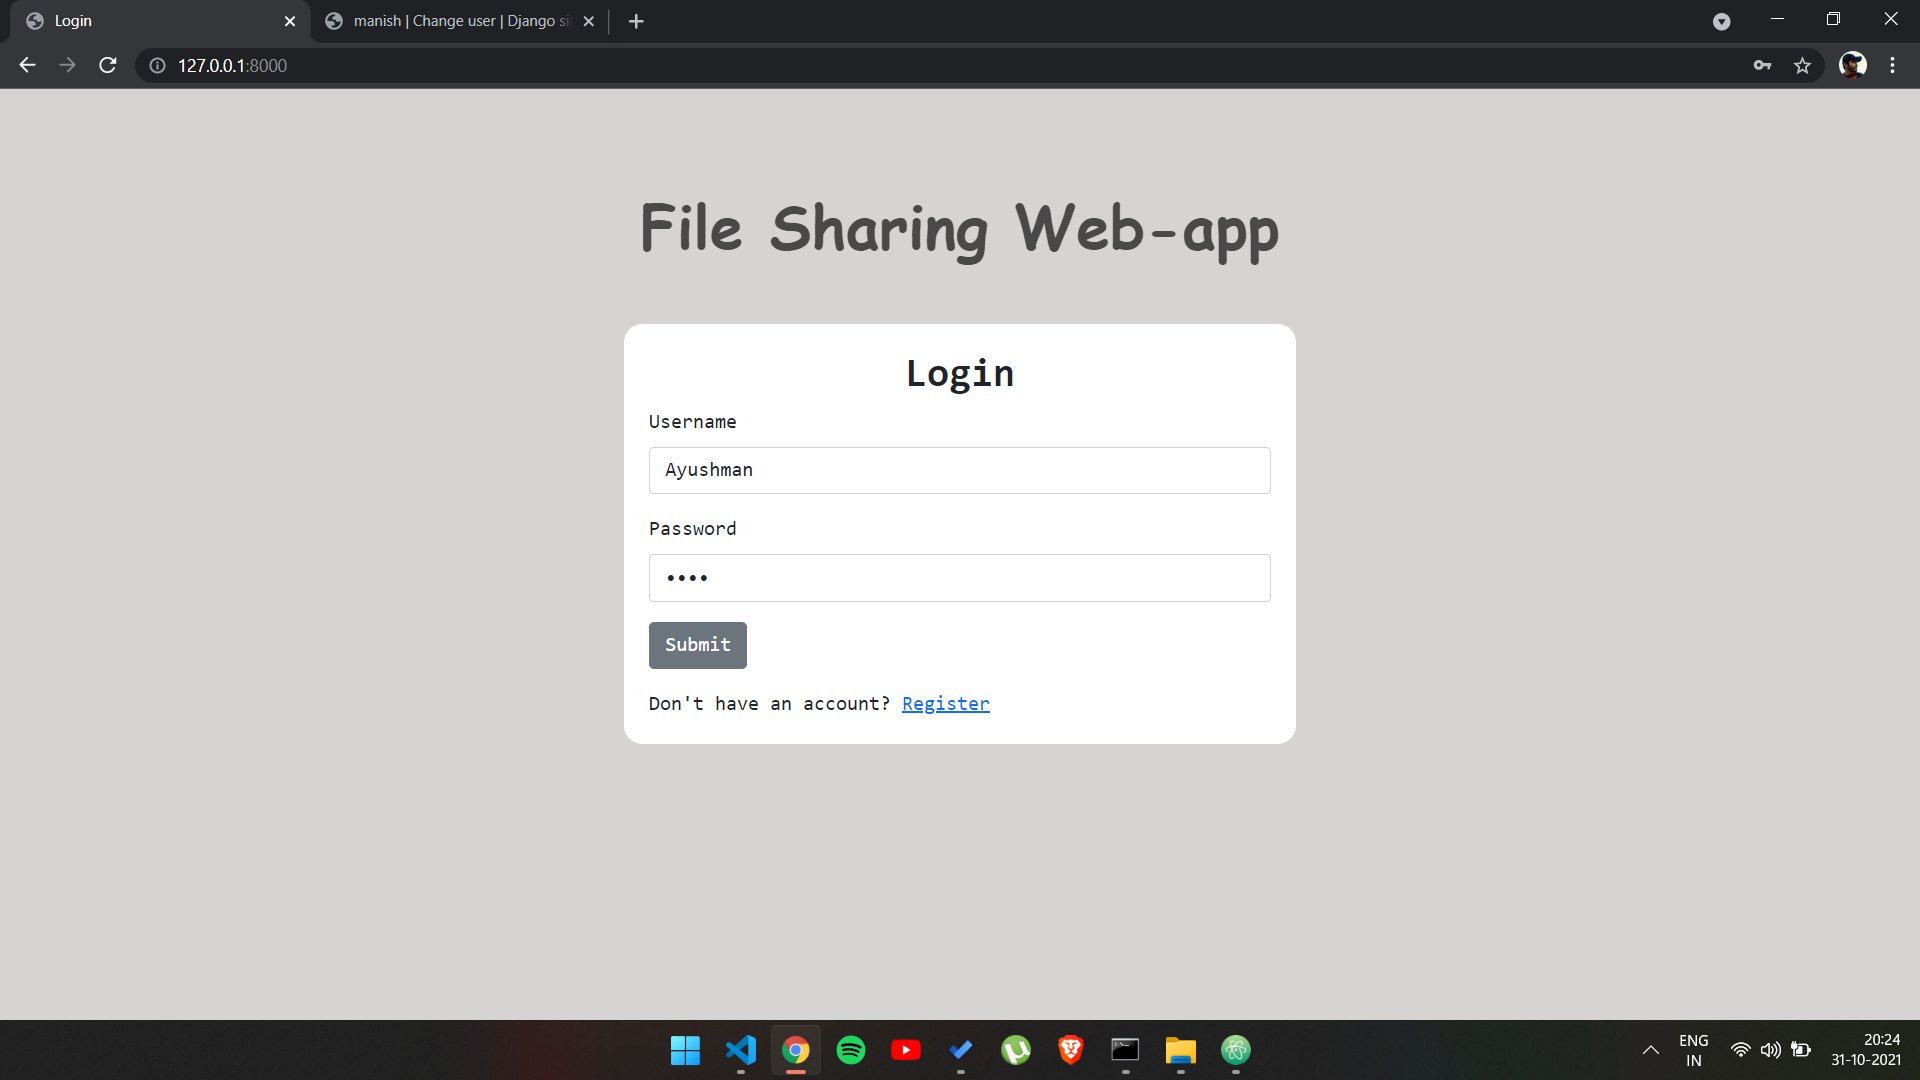 Login
manish | Change user | Django si
127.0.0.1:8000
File Sharing Web-app
Login
Username
Ayushman
Password
••••
Submit
Don't have an account? Register
ENG
IN
20:24
31-10-2021